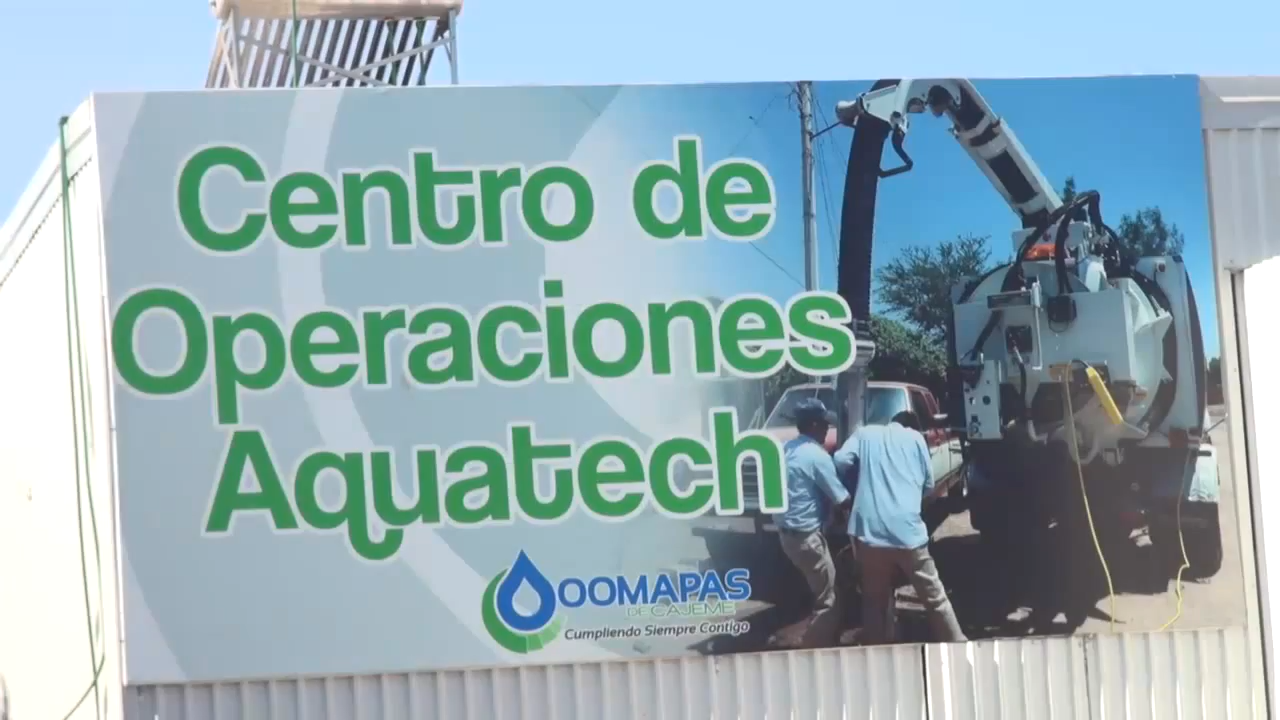 Centro de
Operaciones
Aquatech
OOMAPAS
DE CAJEME
Cumpliendo Siempre Contigo